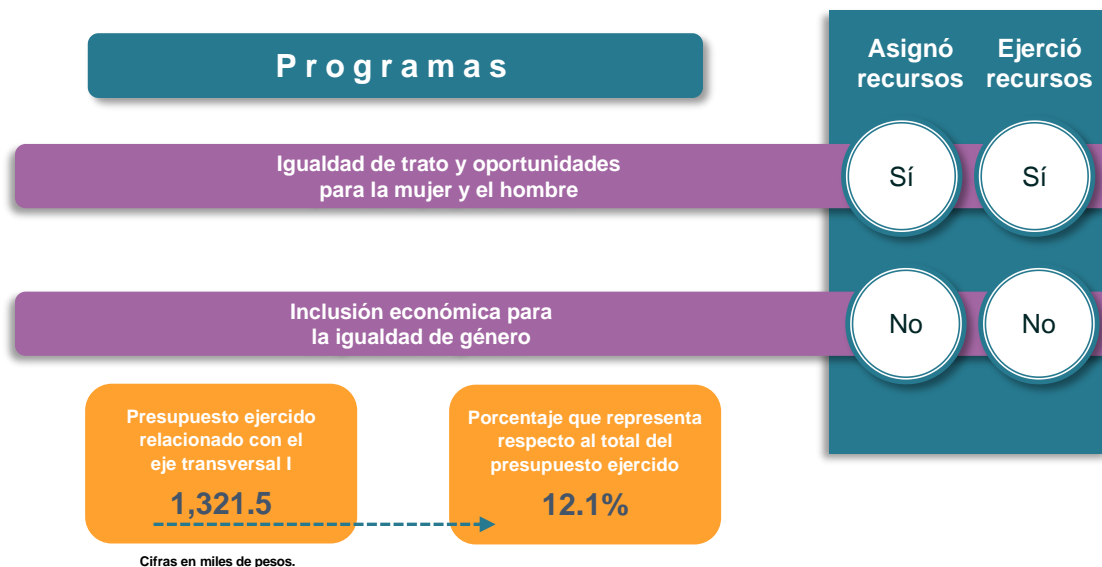 Programas
Asignó
recursos
Ejerció
recursos
Igualdad de trato y oportunidades
para la mujer y el hombre
Sí
Sí
Inclusión económica para
la igualdad de género
No
No
Presupuesto ejercido
relacionado con el
eje transversal I
1,321.5
Porcentaje que representa
respecto al total del
presupuesto ejercido
12.1%
Cifras en miles de pesos.